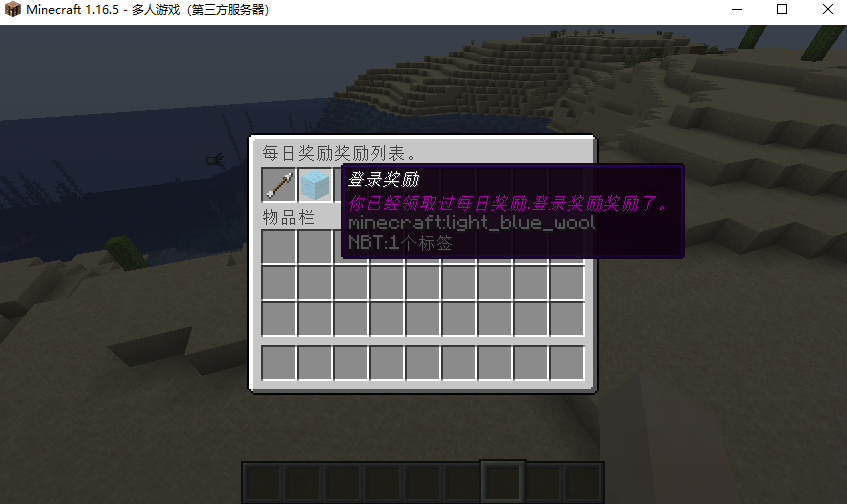 Minecraft 1.16.5 - 多人游戏（第三方服务器）
每日奖励奖励列表。
登录奖励
你已经领取过每日奖励.登录奖励奖励了。
minecraft:light_blue_wool
NBT:1个标签
物品栏